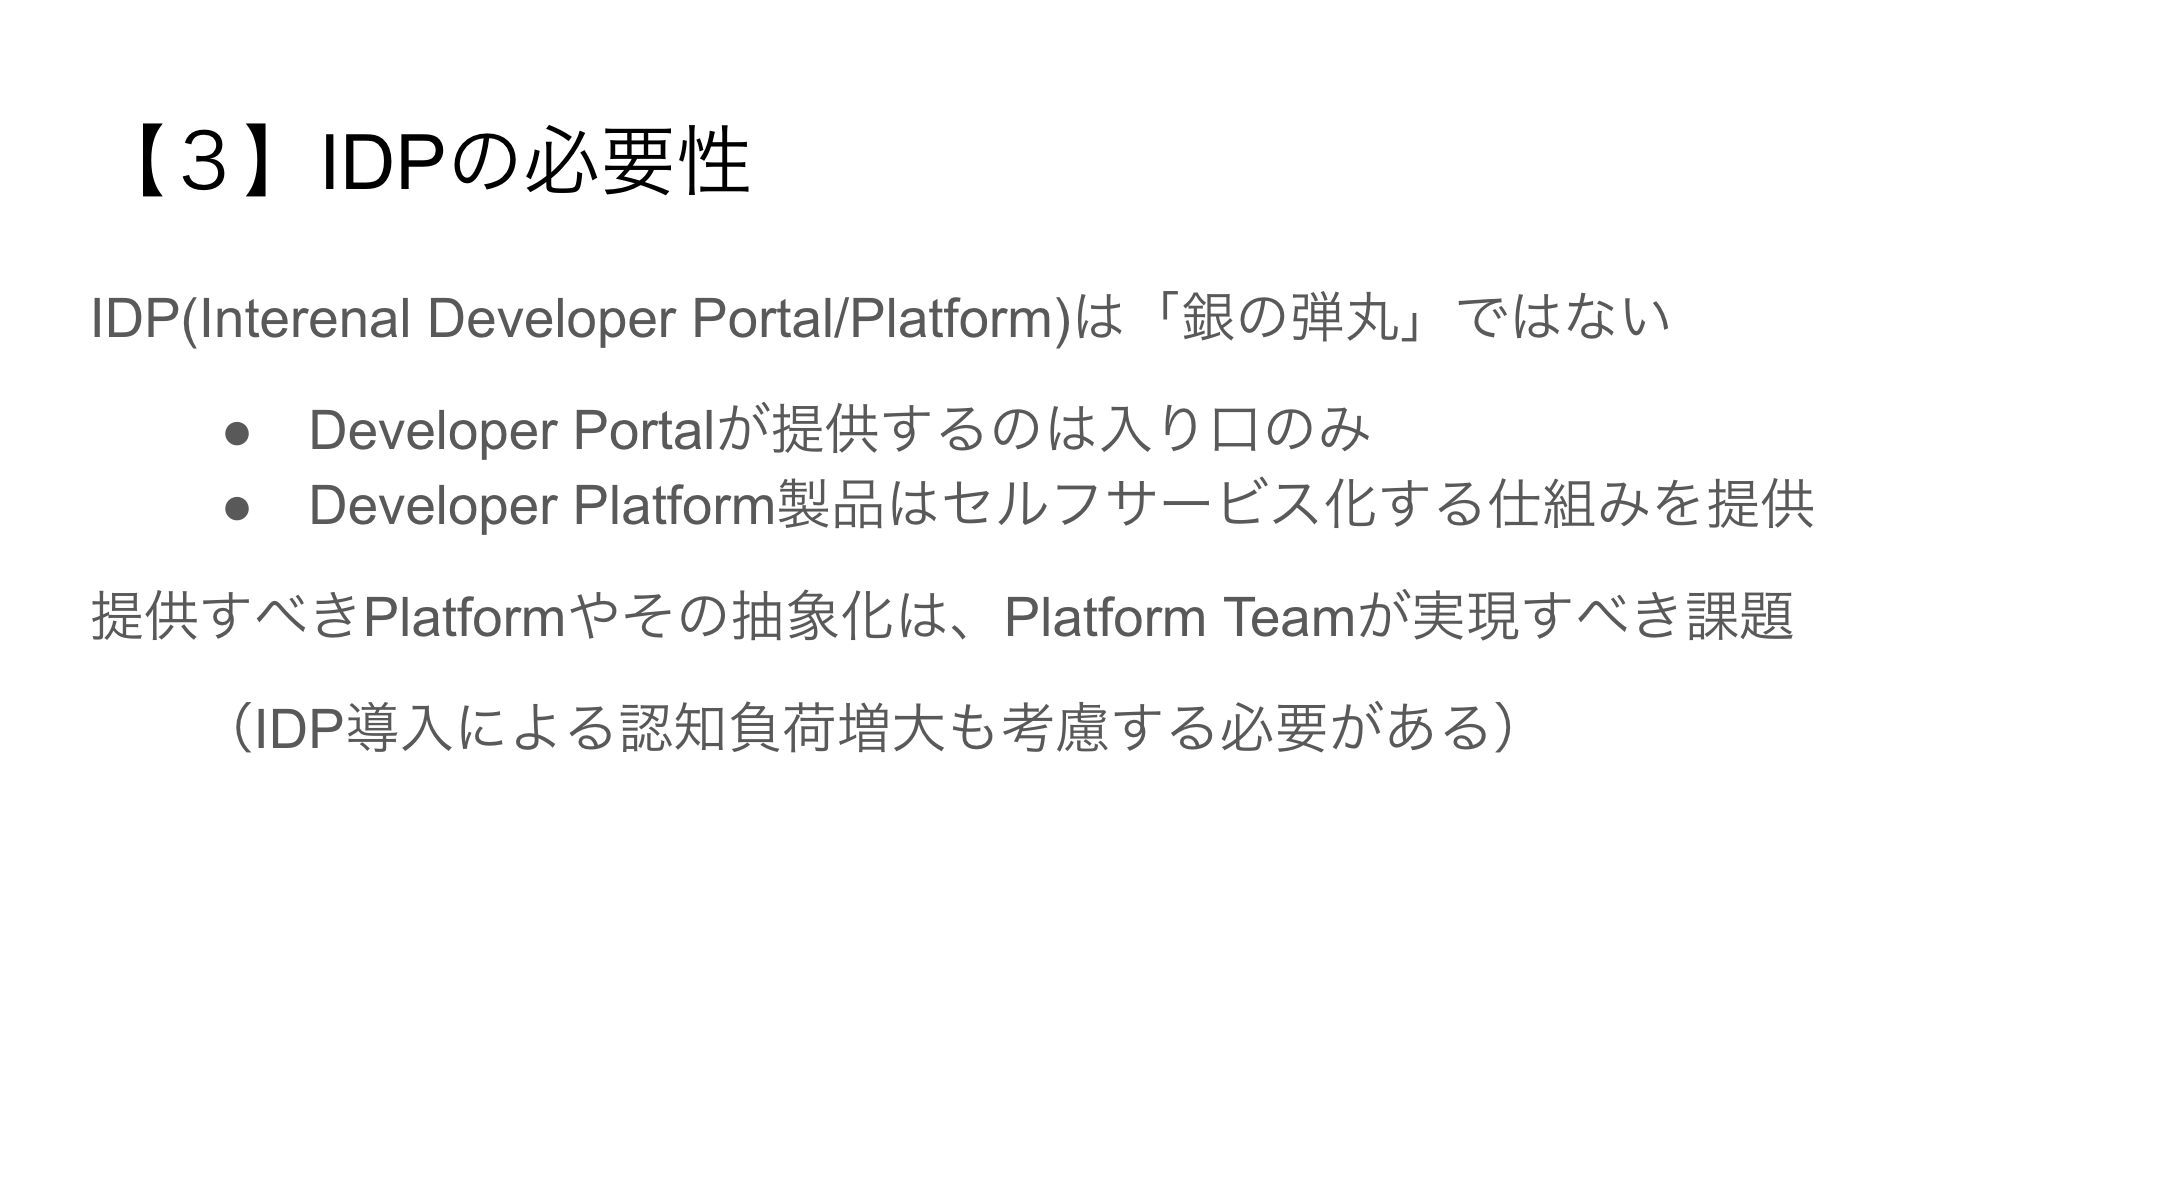 【３】IDPの必要性
IDP(Interenal Developer Portal/Platform)は「銀の弾丸」ではない
● Developer Portalが提供するのは入り口のみ
● Developer Platform製品はセルフサービス化する仕組みを提供
提供すべきPlatformやその抽象化は、Platform Teamが実現すべき課題
（IDP導入による認知負荷増大も考慮する必要がある）